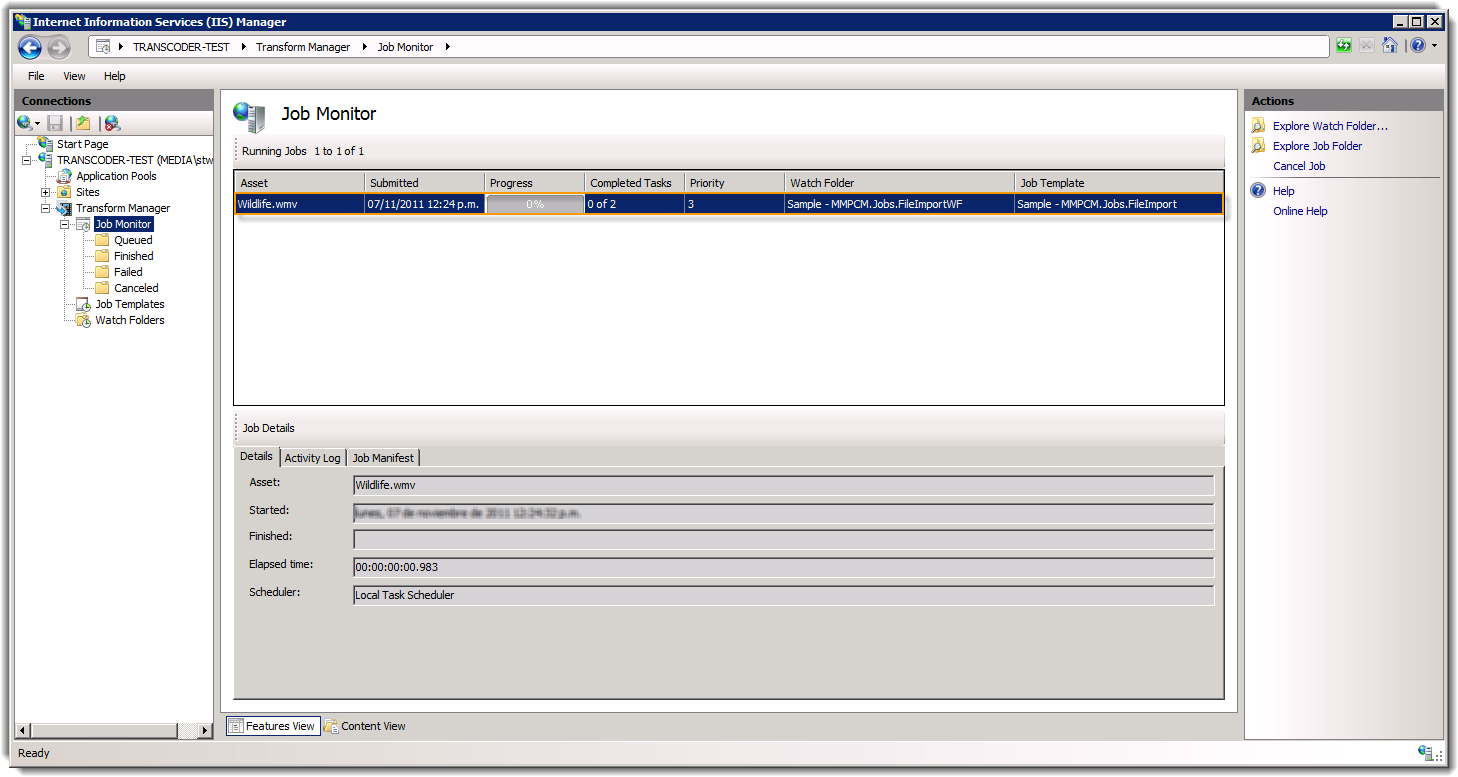 Internet Information Services (IIS) Manager
TRANSCODER-TEST Transform Manager Job Monitor
File View Help
Connections
Start Page
TRANSCODER-TEST (MEDIA\stw
Application Pools
Sites
Transform Manager
Job Monitor
Queued
Finished
Failed
Canceled
Job Templates
Watch Folders
Job Monitor
Running Jobs 1 to 1 of 1
Asset Submitted Progress Completed Tasks Priority Watch Folder Job Template
Wildlife.wmv 07/11/2011 12:24 p.m. 0% 0 of 2 3 Sample - MMPCM.Jobs.FileImportWF Sample - MMPCM.Jobs.FileImport
Job Details
Details Activity Log Job Manifest
Asset: Wildlife.wmv
Started: lunes, 07 de noviembre de 2011 12:24:32 p.m.
Finished:
Elapsed time: 00:00:00:00.983
Scheduler: Local Task Scheduler
Features View Content View
Actions
Explore Watch Folder...
Explore Job Folder
Cancel Job
Help
Online Help
Ready